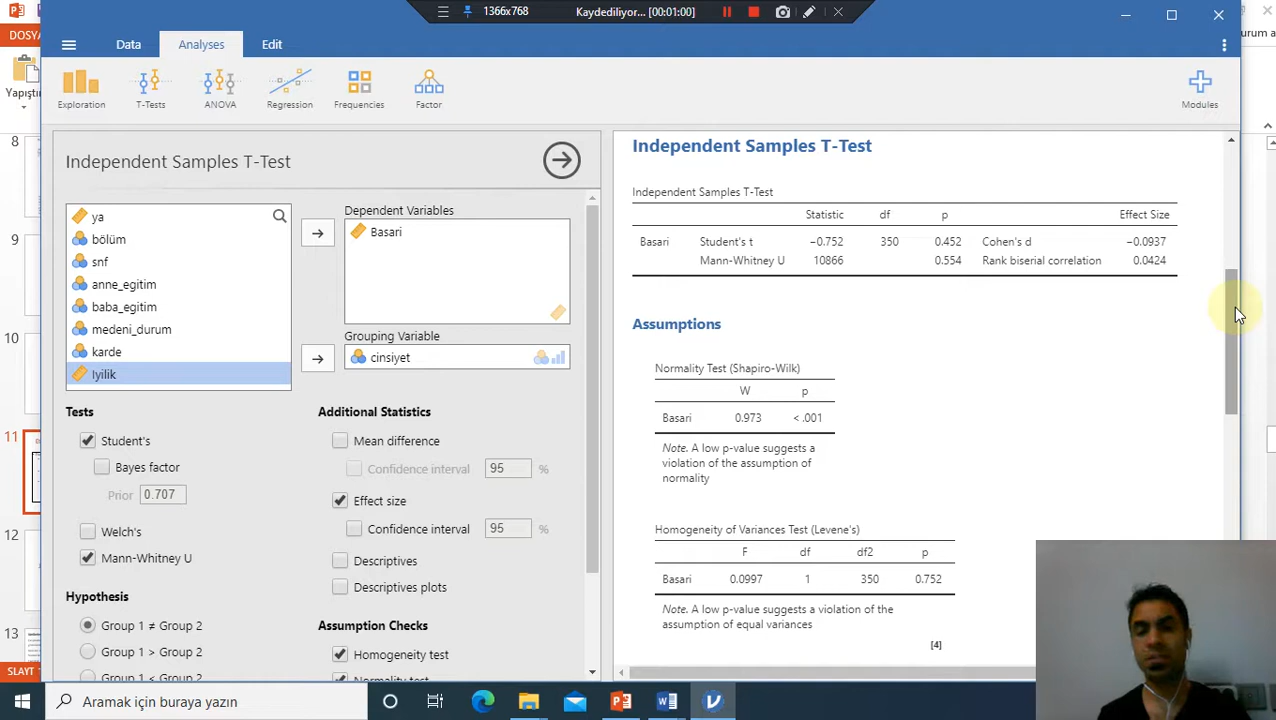 1366x768 Kaydediliyor... [00:01:00]
DOSYA
Data Analyses Edit
Yapıştır
Exploration T-Tests ANOVA Regression Frequencies Factor Modules
Independent Samples T-Test
ya
bölüm
snf
anne_egitim
baba_egitim
medeni_durum
karde
Iyilik
Dependent Variables
Basari
Grouping Variable
cinsiyet
Tests
Student's
Bayes factor
Prior 0.707
Welch's
Mann-Whitney U
Hypothesis
Group 1 ≠ Group 2
Group 1 > Group 2
Group 1 < Group 2
Additional Statistics
Mean difference
Confidence interval 95 %
Effect size
Confidence interval 95 %
Descriptives
Descriptives plots
Assumption Checks
Homogeneity test
Normality test
Independent Samples T-Test
Independent Samples T-Test
Statistic df p Effect Size
Basari Student's t −0.752 350 0.452 Cohen's d −0.0937
Mann-Whitney U 10866 0.554 Rank biserial correlation 0.0424
Assumptions
Normality Test (Shapiro-Wilk)
W p
Basari 0.973 < .001
Note. A low p-value suggests a
violation of the assumption of
normality
Homogeneity of Variances Test (Levene's)
F df df2 p
Basari 0.0997 1 350 0.752
Note. A low p-value suggests a violation of the
assumption of equal variances
[4]
8
9
10
11
12
13
SLAYT
urum a
Aramak için buraya yazın